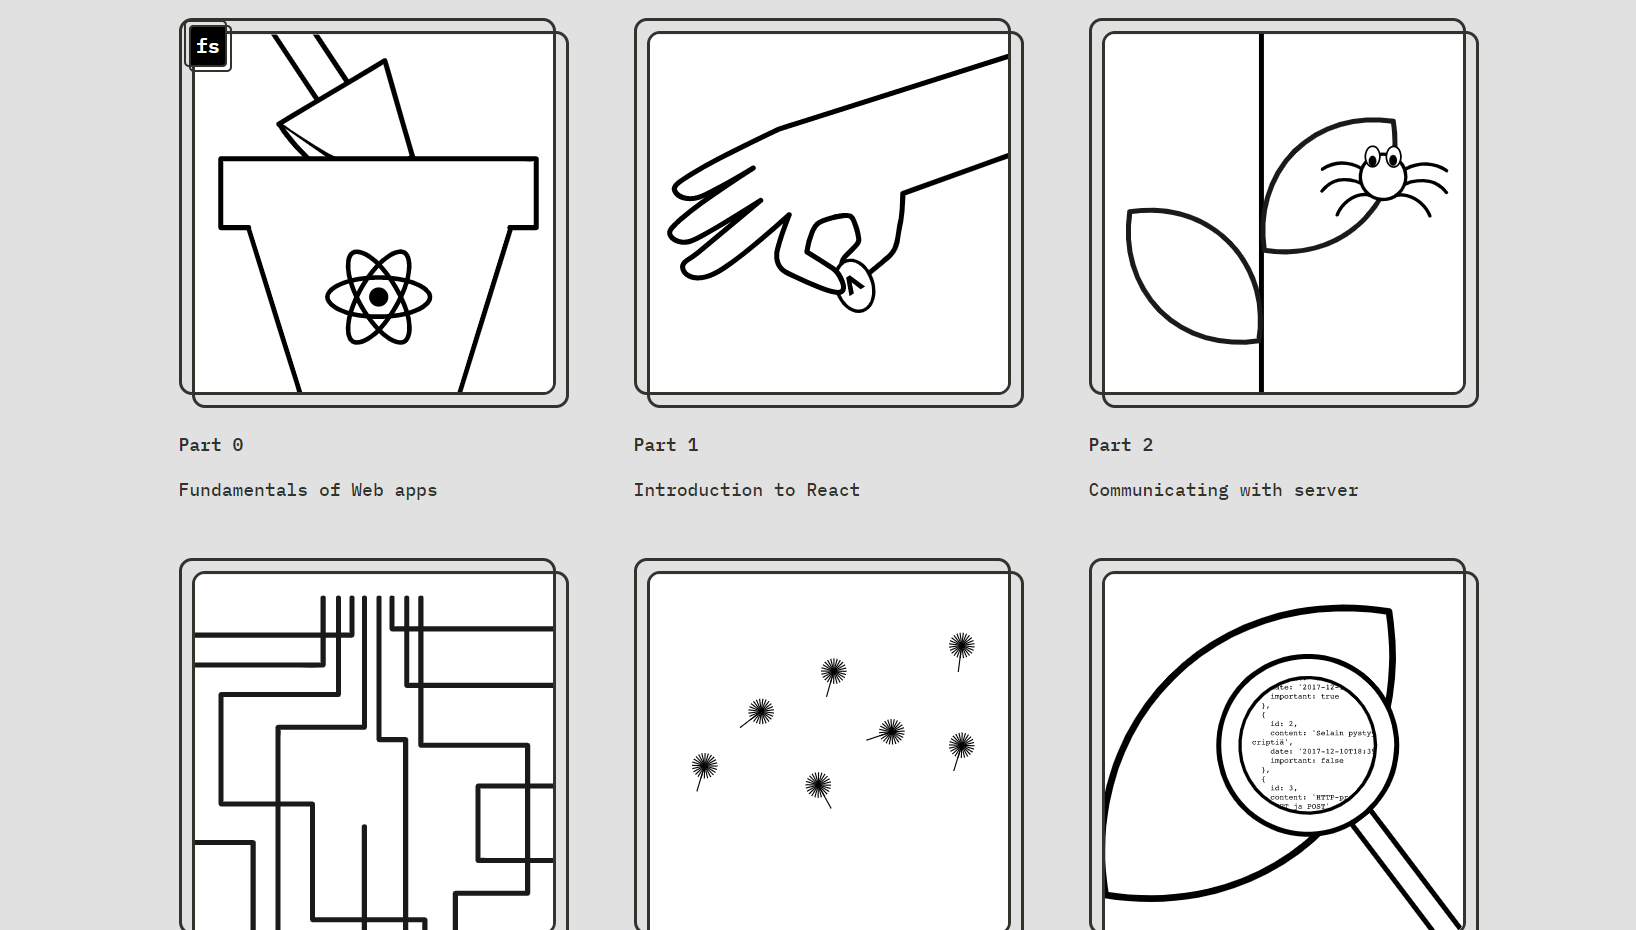 fs
Part 0
Part 1
Part 2
Fundamentals of Web apps
Introduction to React
Communicating with server
date: `2017-12-
important: true
},
{
id: 2,
content: `Selain pysty
criptiä',
date: `2017-12-10T18:39
important: false
},
{
id: 3,
content: `HTTP-pr
ja POST'